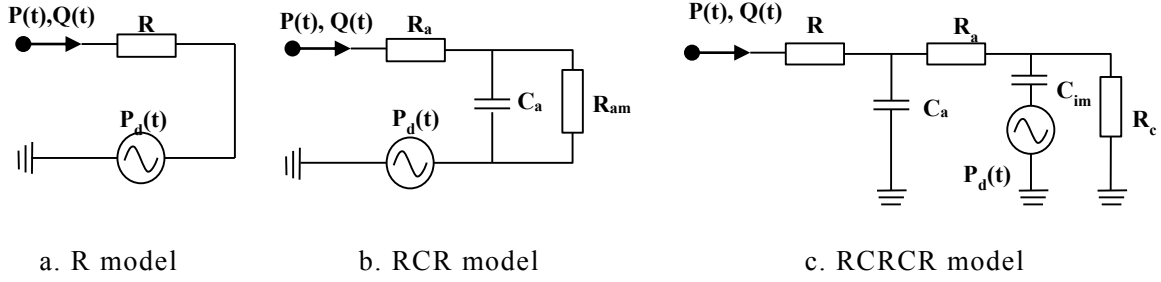 P(t),Q(t)
R
P_d(t)
a. R model
P(t), Q(t)
R_a
C_a
R_am
P_d(t)
b. RCR model
P(t), Q(t)
R
R_a
C_a
C_im
R_c
P_d(t)
c. RCRCR model